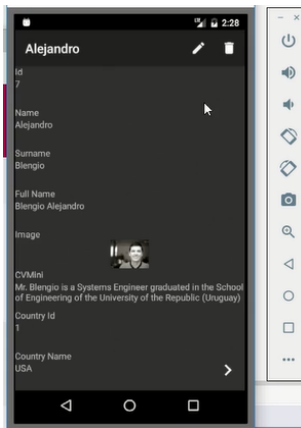 2:28
Alejandro
Id
7
Name
Alejandro
Surname
Blengio
Full Name
Blengio Alejandro
Image
CVMini
Mr. Blengio is a Systems Engineer graduated in the School
of Engineering of the University of the Republic (Uruguay)
Country Id
1
Country Name
USA